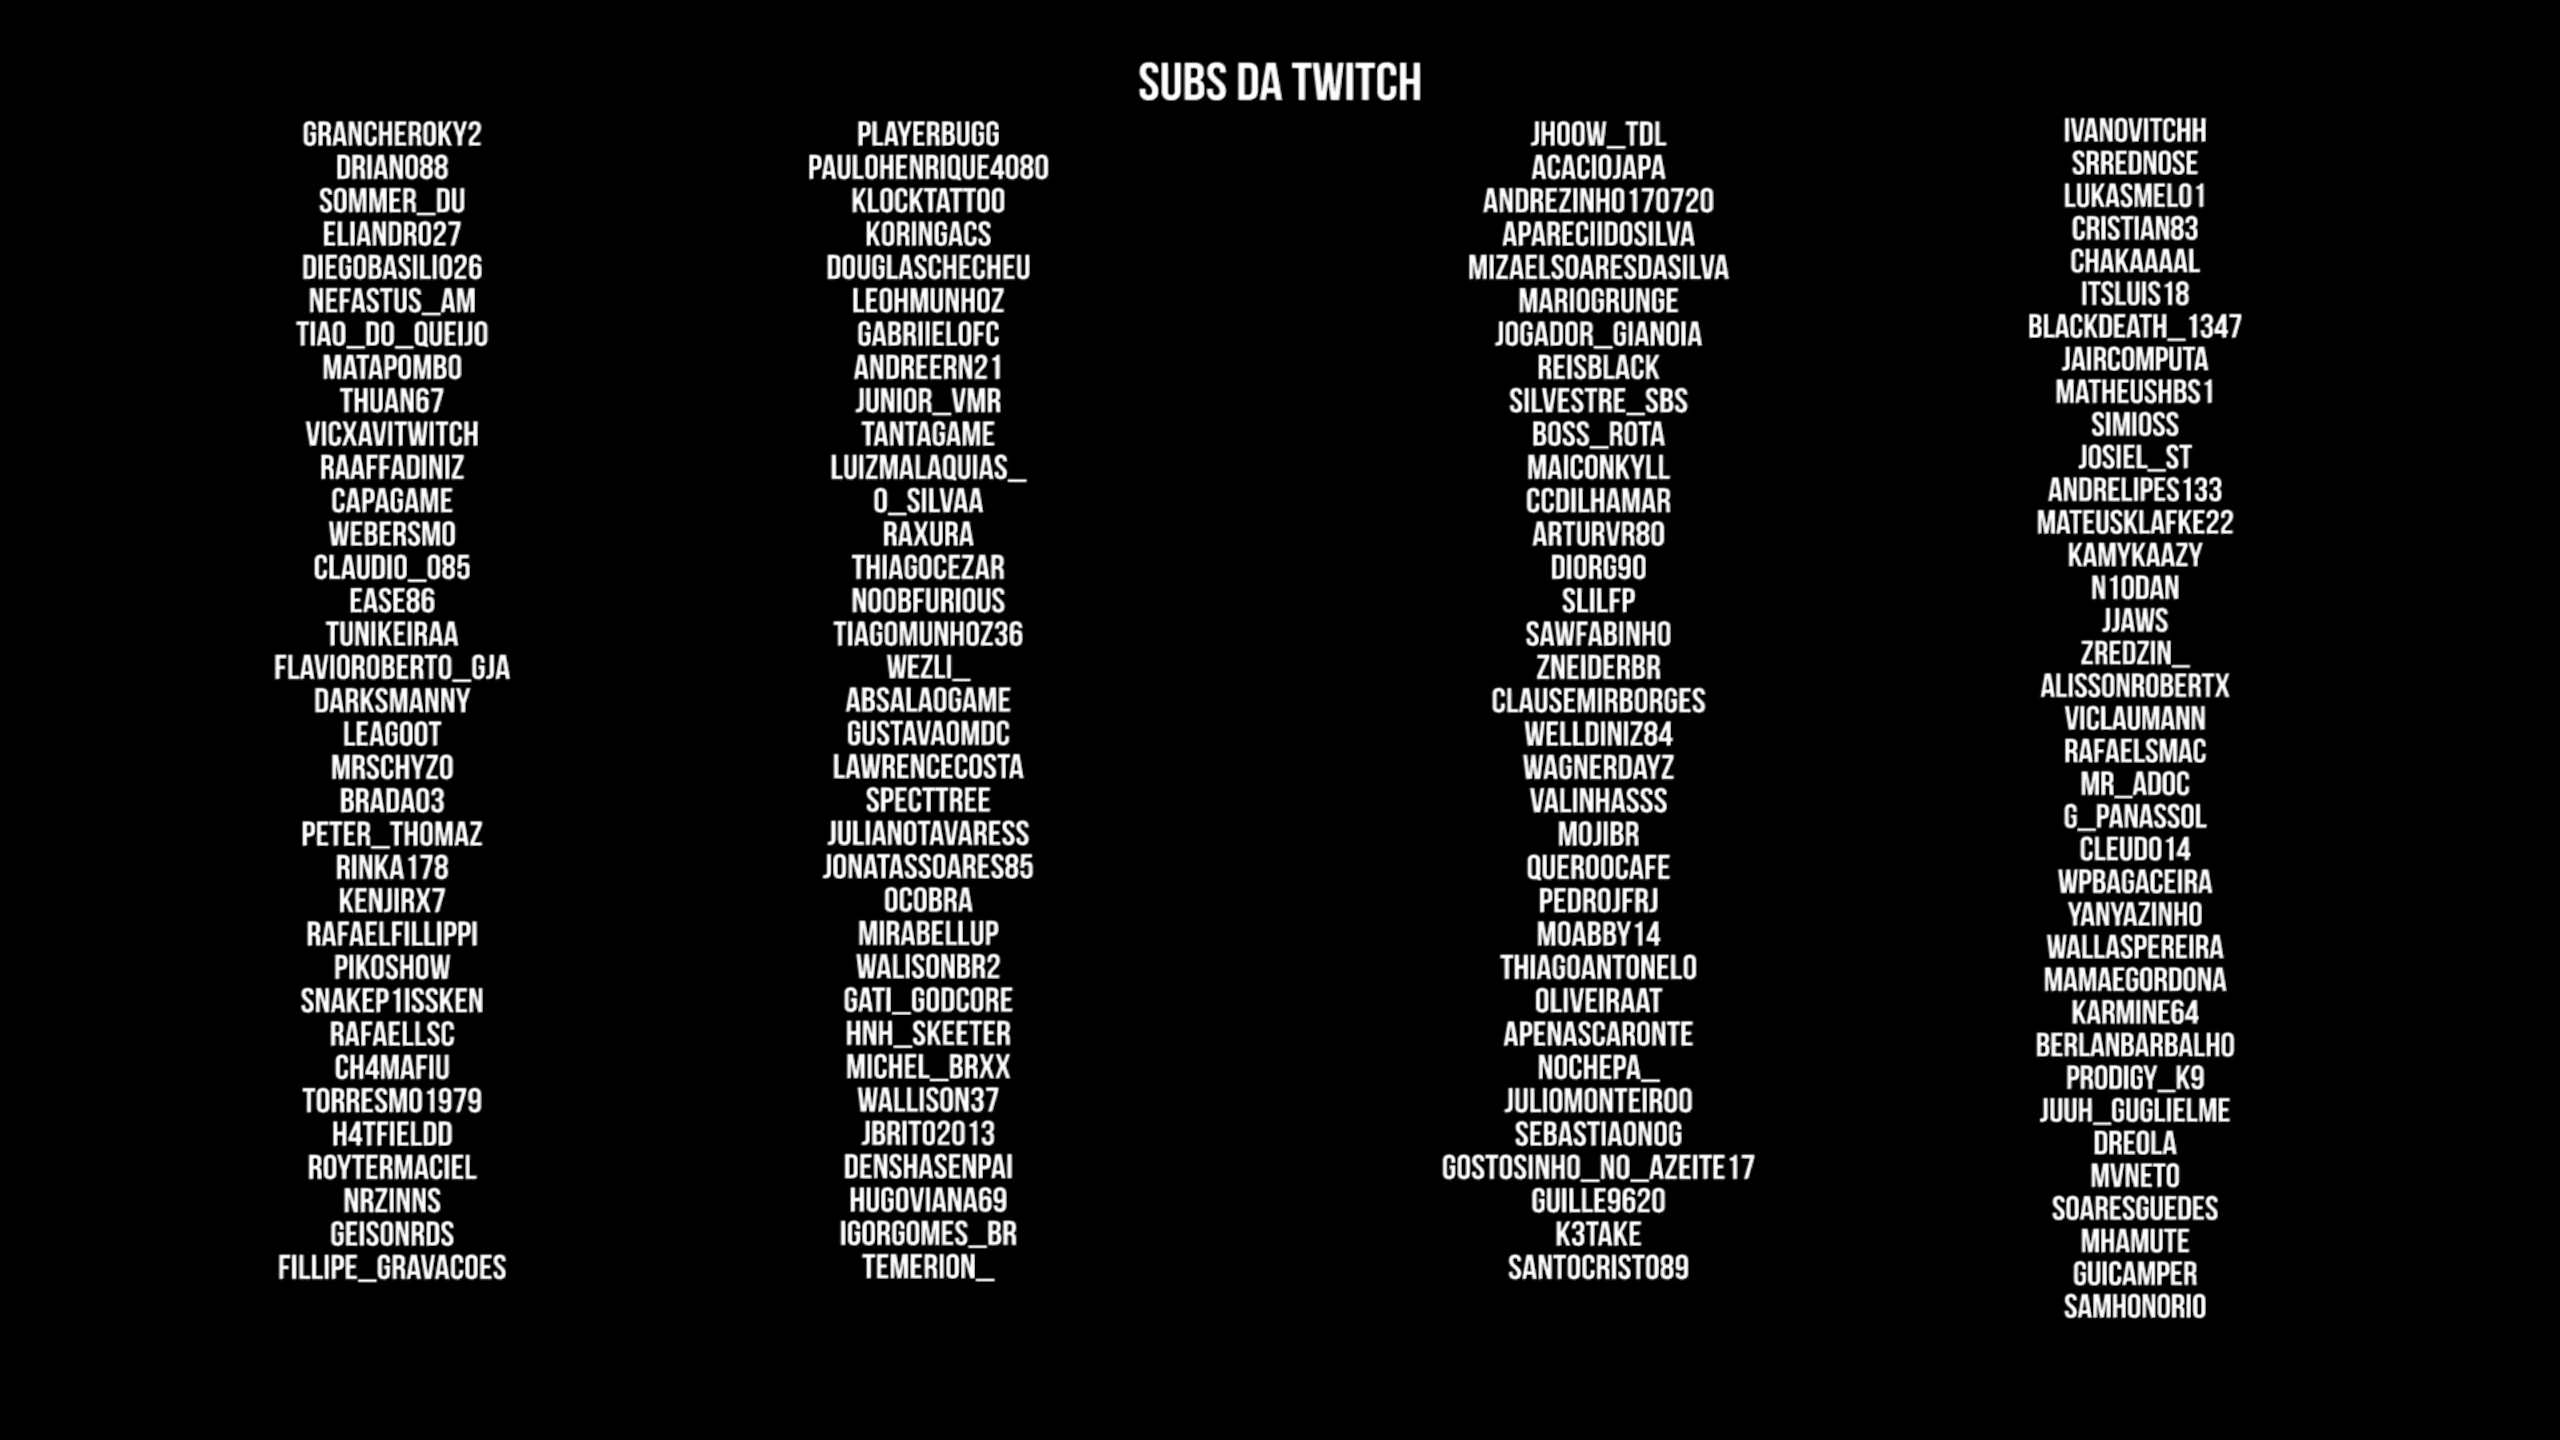 SUBS DA TWITCH
GRANCHEROKY2
DRIANO88
SOMMER_DU
ELIANDRO27
DIEGOBASILIO26
NEFASTUS_AM
TIAO_DO_QUEIJO
MATAPOMBO
THUAN67
VICXAVITWITCH
RAAFFADINIZ
CAPAGAME
WEBERSMO
CLAUDIO_085
EASE86
TUNIKEIRAA
FLAVIOROBERTO_GJA
DARKSMANNY
LEAGOOT
MRSCHYZO
BRADA03
PETER_THOMAZ
RINKA178
KENJIRX7
RAFAELFILLIPPI
PIKOSHOW
SNAKEP1ISSKEN
RAFAELLSC
CH4MAFIU
TORRESMO1979
H4TFIELDD
ROYTERMACIEL
NRZINNS
GEISONRDS
FILLIPE_GRAVACOES
PLAYERBUGG
PAULOHENRIQUE4080
KLOCKTATTOO
KORINGACS
DOUGLASCHECHEU
LEOHMUNHOZ
GABRIIELOFC
ANDREERN21
JUNIOR_VMR
TANTAGAME
LUIZMALAQUIAS_
O_SILVAA
RAXURA
THIAGOCEZAR
NOOBFURIOUS
TIAGOMUNHOZ36
WEZLI_
ABSALAOGAME
GUSTAVAOMDC
LAWRENCECOSTA
SPECTTREE
JULIANOTAVARESS
JONATASSOARES85
OCOBRA
MIRABELLUP
WALISONBR2
GATI_GODCORE
HNH_SKEETER
MICHEL_BRXX
WALLISON37
JBRITO2013
DENSHASENPAI
HUGOVIANA69
IGORGOMES_BR
TEMERION_
JHOOW_TDL
ACACIOJAPA
ANDREZINHO170720
APARECIIDOSILVA
MIZAELSOARESDASILVA
MARIOGRUNGE
JOGADOR_GIANOIA
REISBLACK
SILVESTRE_SBS
BOSS_ROTA
MAICONKYLL
CCDILHAMAR
ARTURVR80
DIORG90
SLILFP
SAWFABINHO
ZNEIDERBR
CLAUSEMIRBORGES
WELLDINIZ84
WAGNERDAYZ
VALINHASSS
MOJIBR
QUEROOCAFE
PEDROJFRJ
MOABBY14
THIAGOANTONELO
OLIVEIRAAT
APENASCARONTE
NOCHEPA_
JULIOMONTEIROO
SEBASTIAONOG
GOSTOSINHO_NO_AZEITE17
GUILLE9620
K3TAKE
SANTOCRISTO89
IVANOVITCHH
SRREDNOSE
LUKASMELO1
CRISTIAN83
CHAKAAAAL
ITSLUIS18
BLACKDEATH_1347
JAIRCOMPUTA
MATHEUSHBS1
SIMIOSS
JOSIEL_ST
ANDRELIPES133
MATEUSKLAFKE22
KAMYKAAZY
N10DAN
JJAWS
ZREDZIN_
ALISSONROBERTX
VICLAUMANN
RAFAELSMAC
MR_ADOC
G_PANASSOL
CLEUDO14
WPBAGACEIRA
YANYAZINHO
WALLASPEREIRA
MAMAEGORDONA
KARMINE64
BERLANBARBALHO
PRODIGY_K9
JUUH_GUGLIELME
DREOLA
MVNETO
SOARESGUEDES
MHAMUTE
GUICAMPER
SAMHONORIO